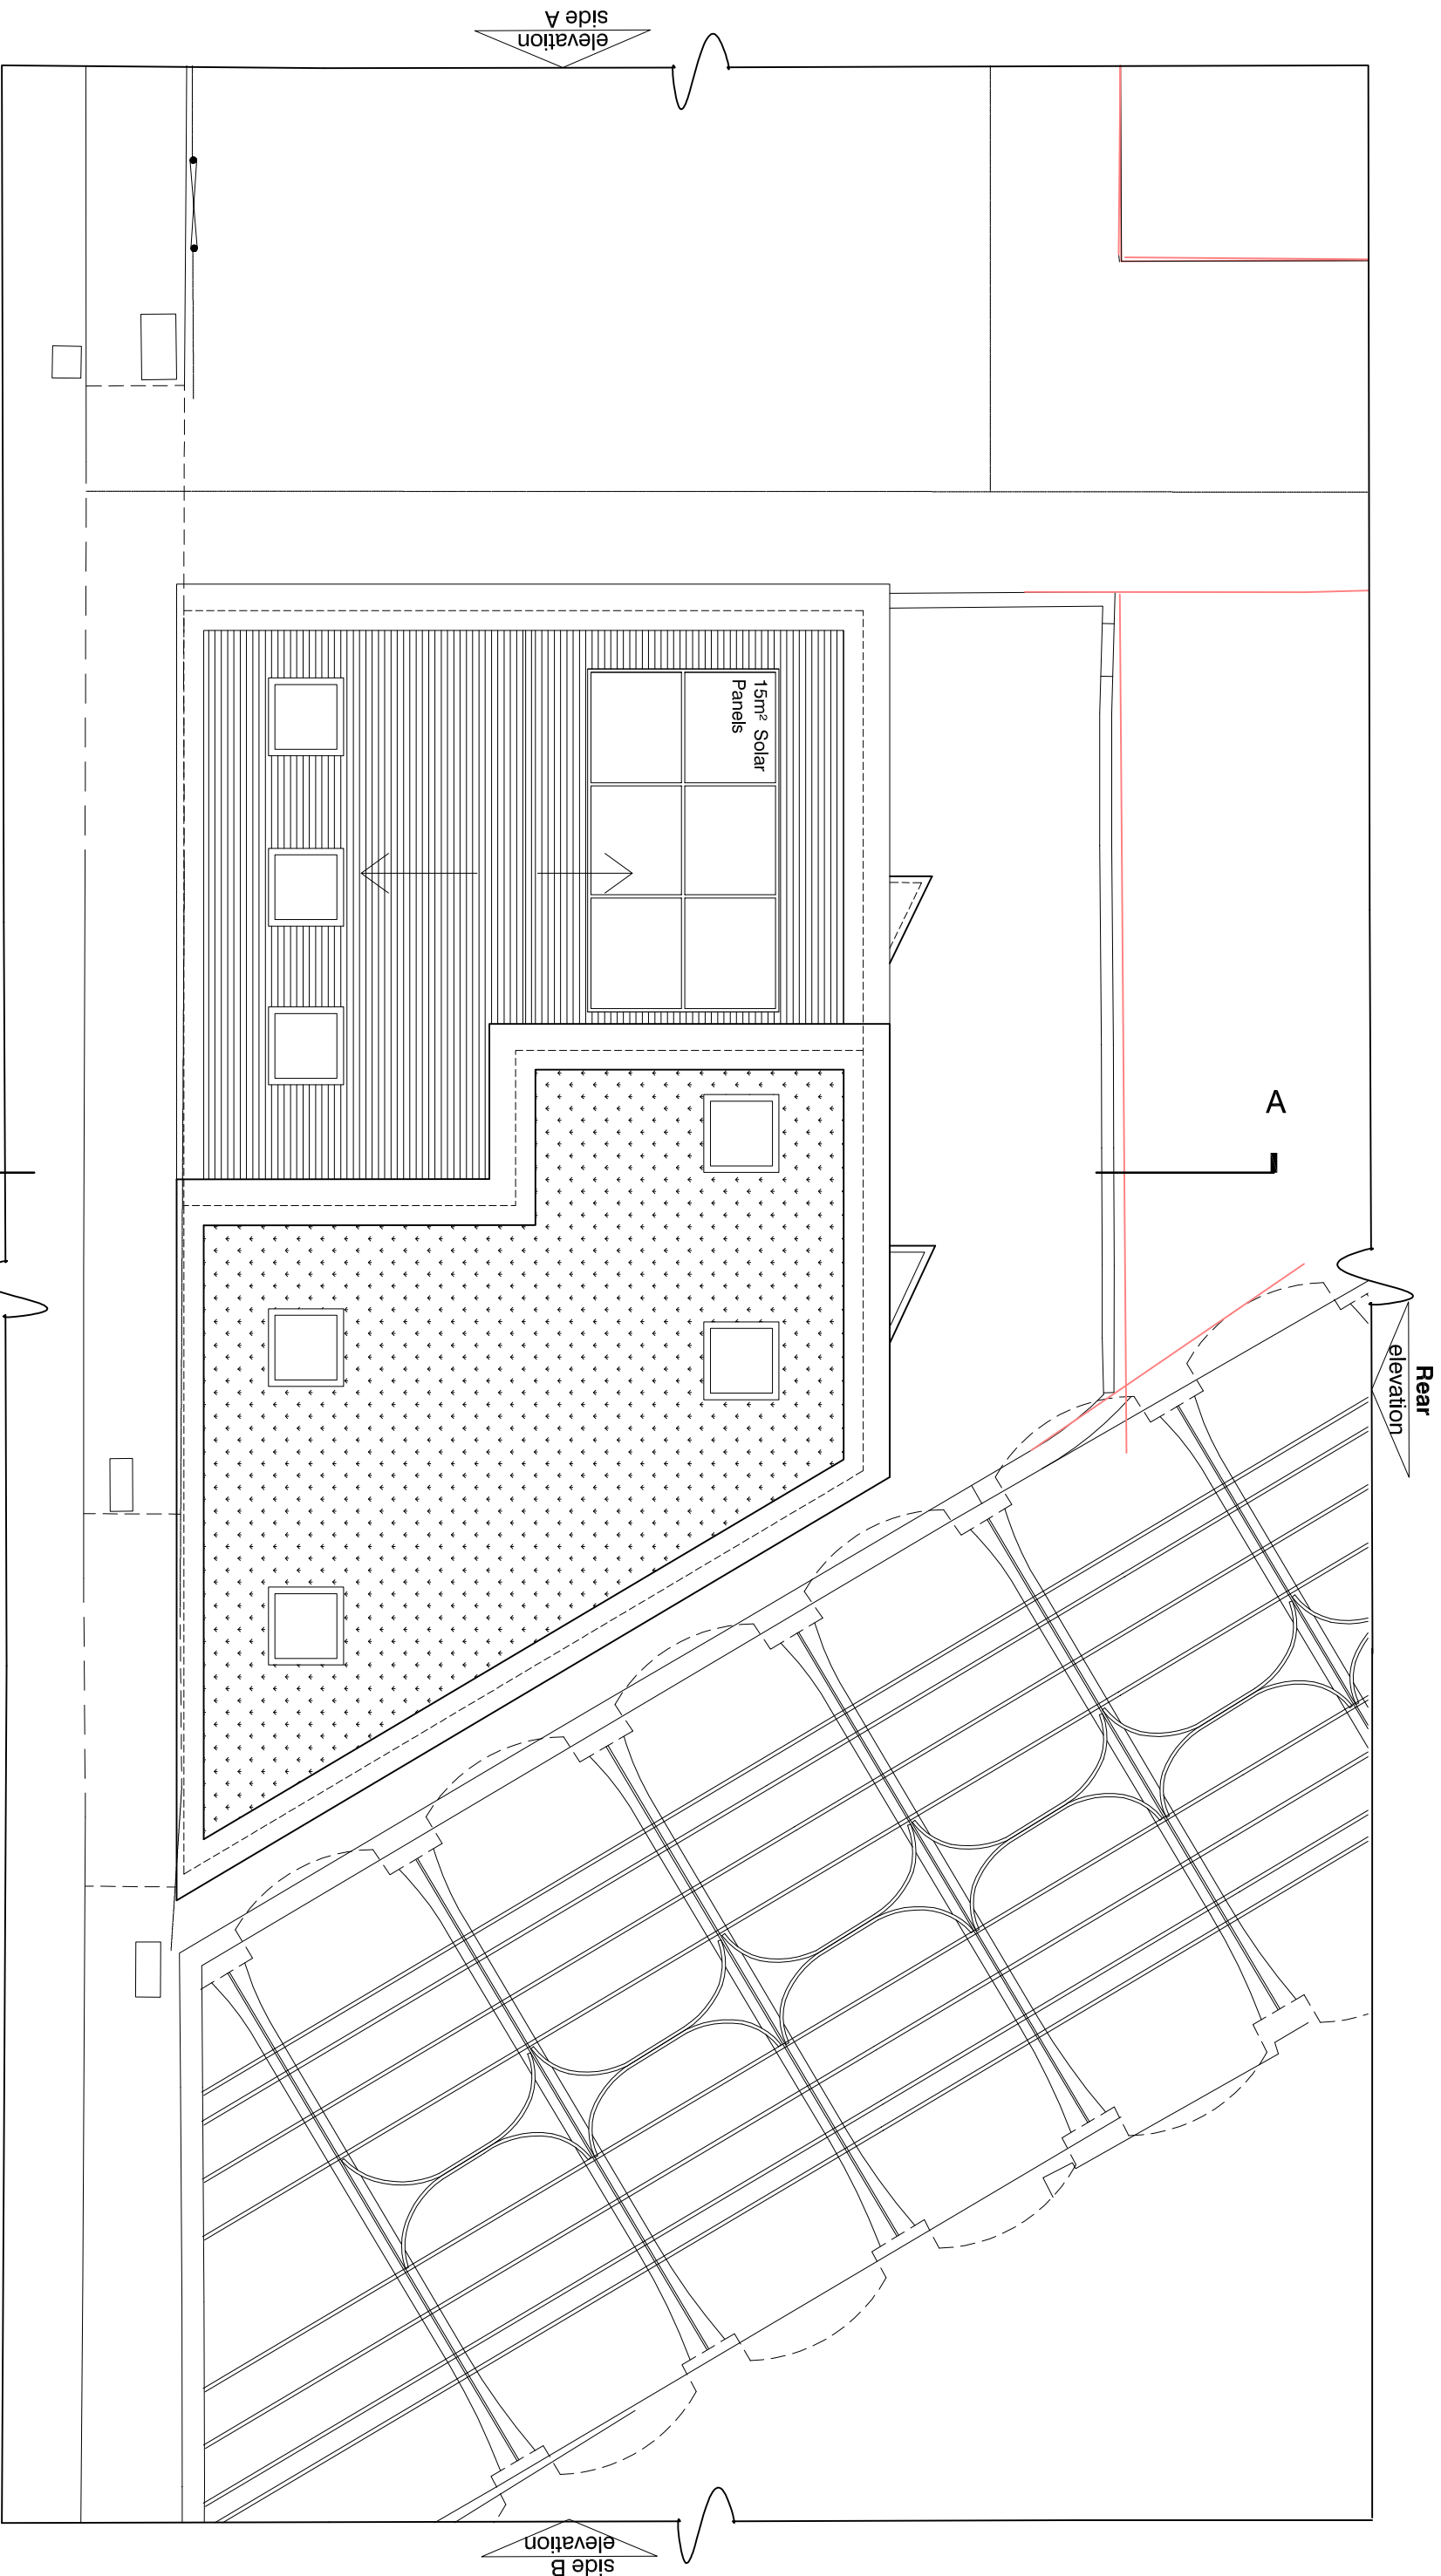 side A
elevation
15m² Solar
Panels
A
Rear
elevation
elevation
side B